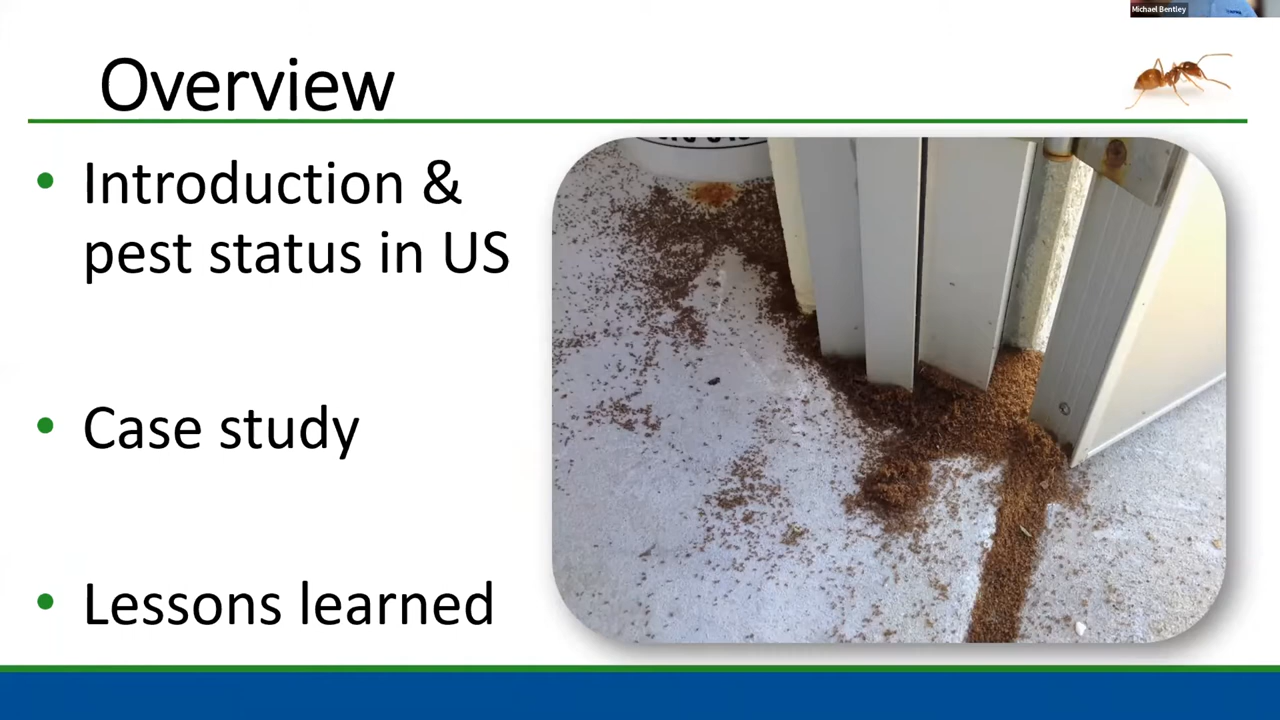 Michael Bentley
Overview
• Introduction &
pest status in US
• Case study
• Lessons learned